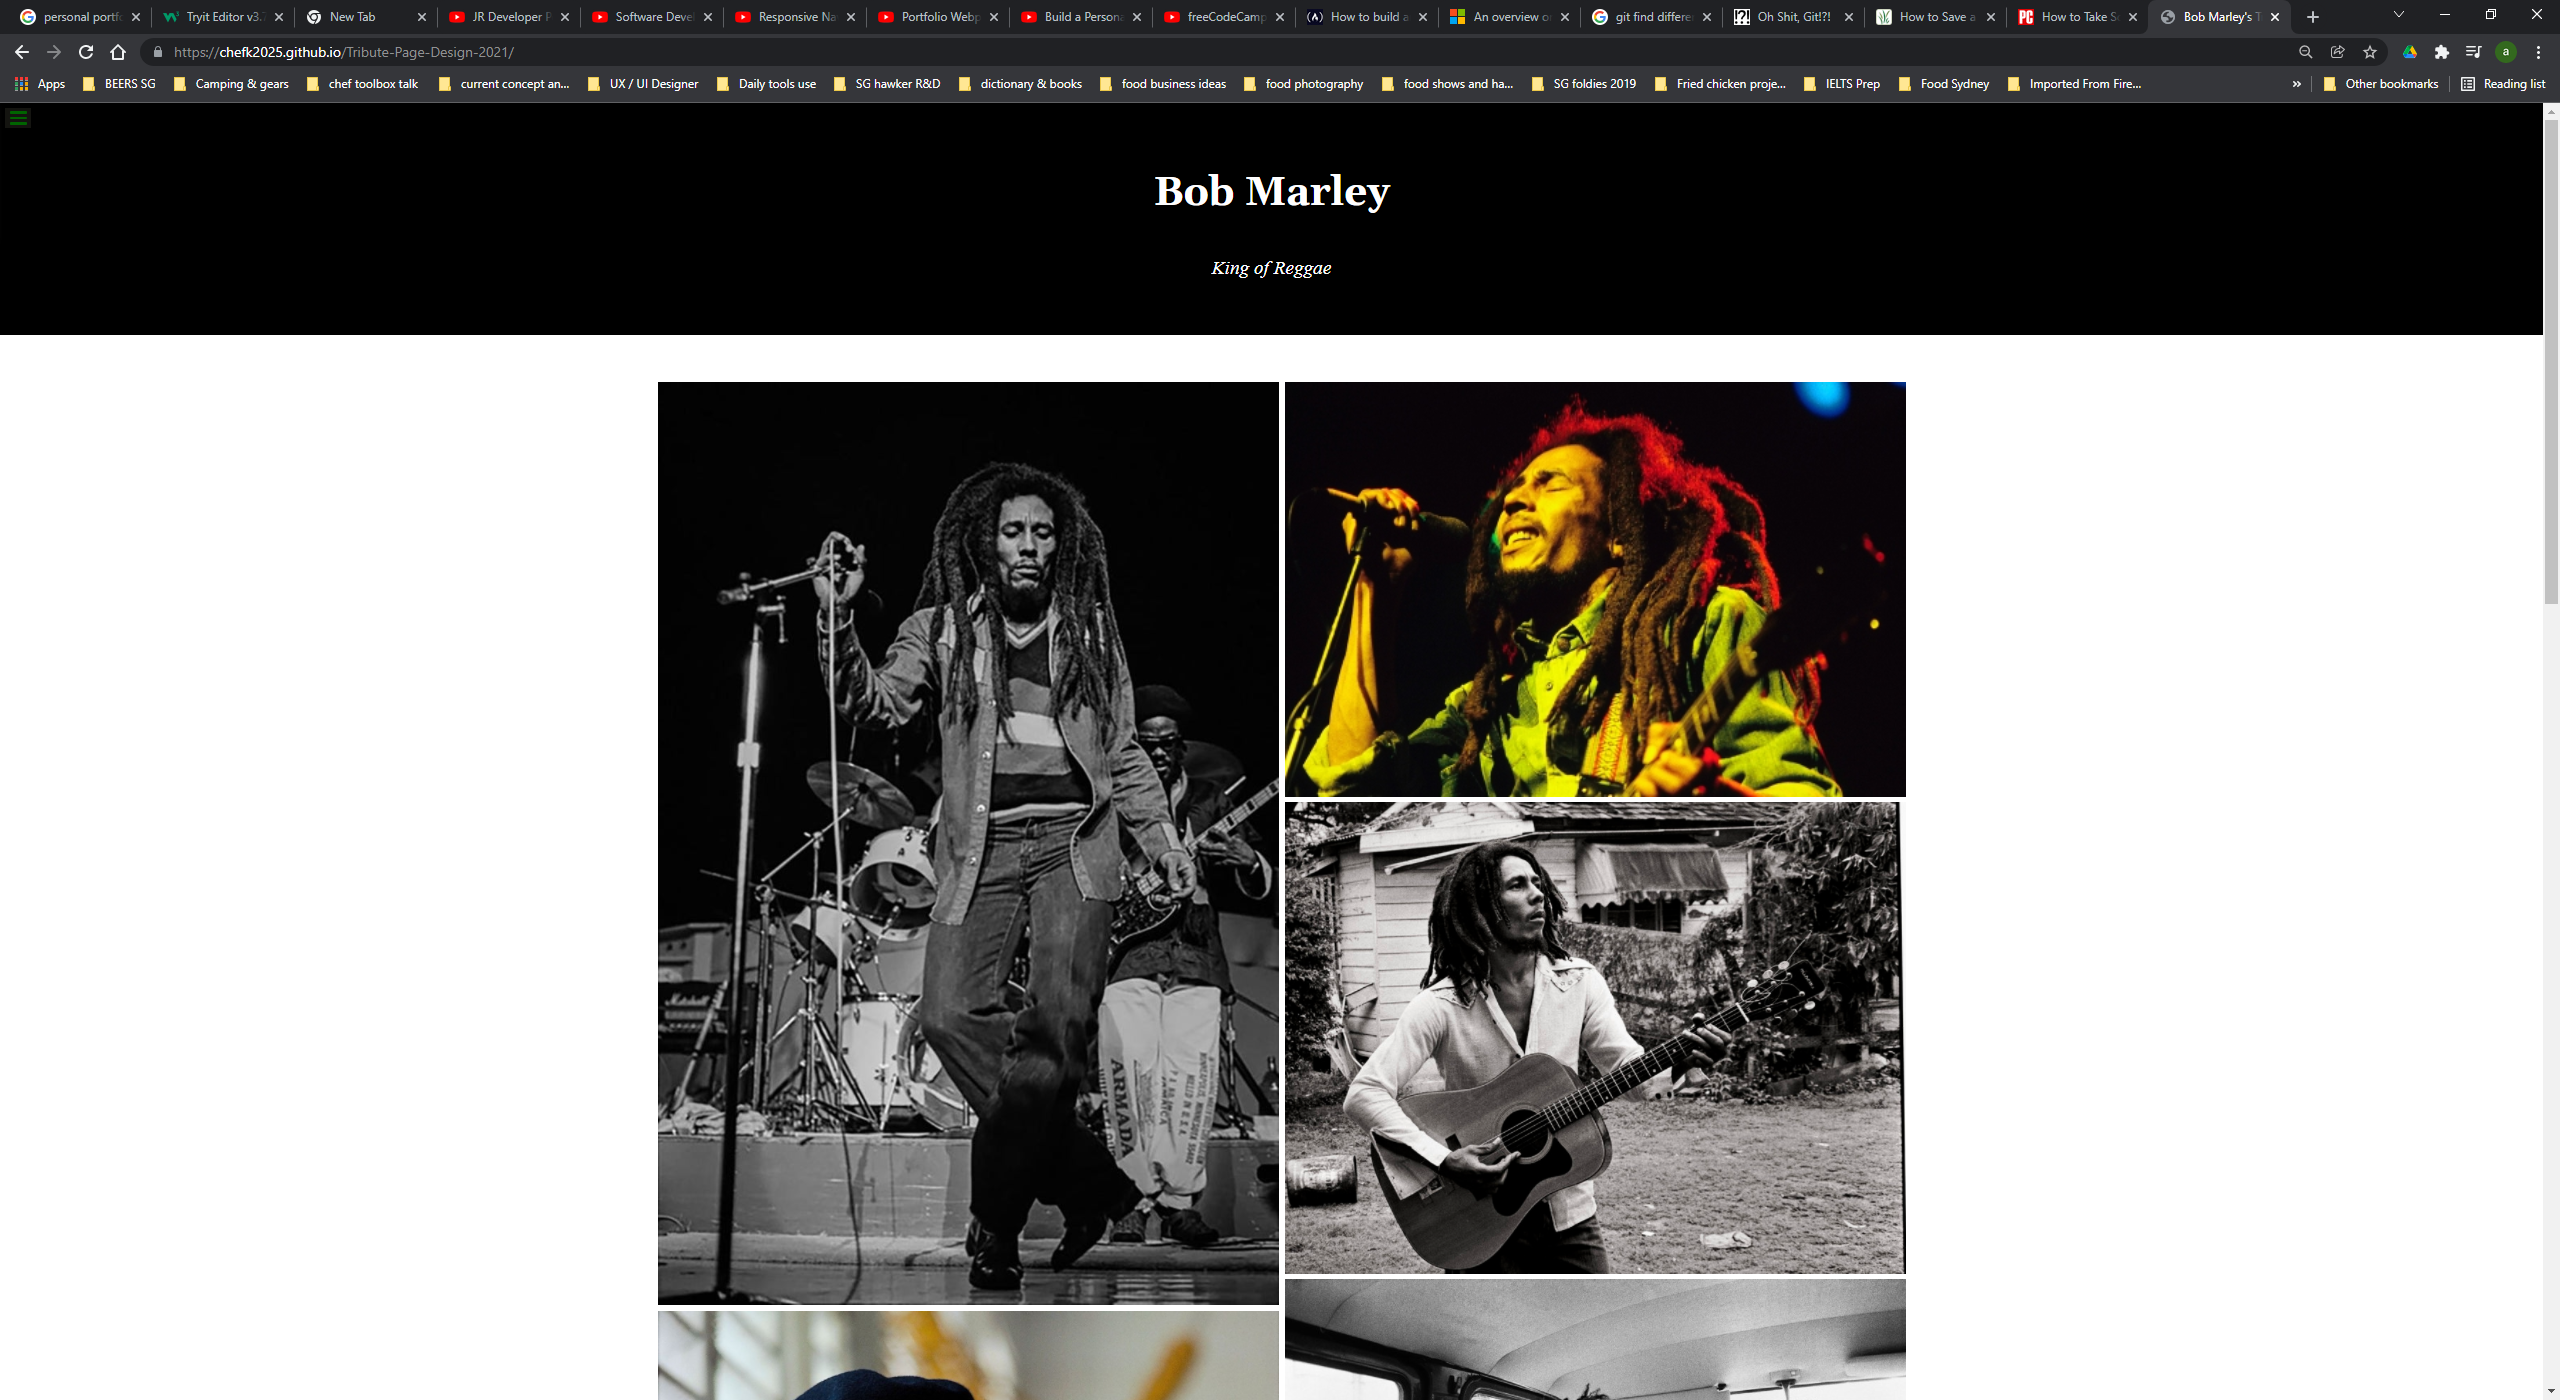 personal portf
Tryit Editor v3.
New Tab
JR Developer P
Software Deve
Responsive Na
Portfolio Webp
Build a Persona
freeCodeCamp
How to build a
An overview o
git find differe
Oh Shit, Git!?!
How to Save a
How to Take S
Bob Marley's T
https://chefk2025.github.io/Tribute-Page-Design-2021/
a
Apps
BEERS SG
Camping & gears
chef toolbox talk
current concept an...
UX / UI Designer
Daily tools use
SG hawker R&D
dictionary & books
food business ideas
food photography
food shows and ha...
SG foldies 2019
Fried chicken proje...
IELTS Prep
Food Sydney
Imported From Fire...
»
Other bookmarks
Reading list
Bob Marley
King of Reggae
ARMADA